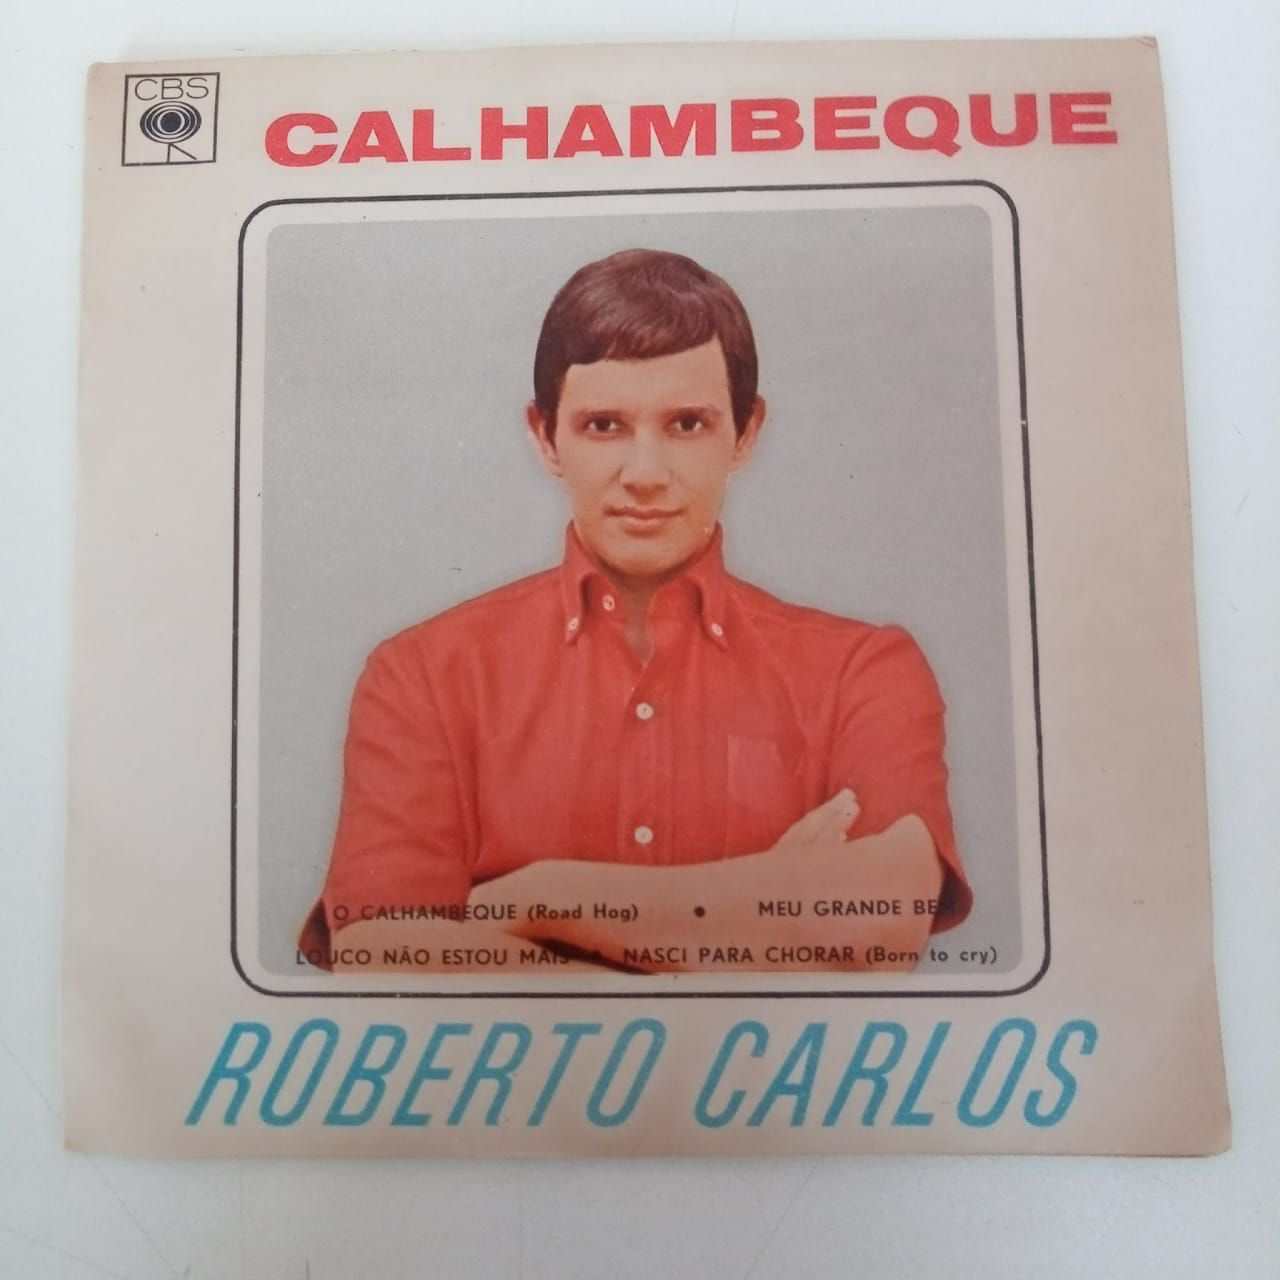 CBS
CALHAMBEQUE
O CALHAMBEQUE (Road Hog) • MEU GRANDE BEM
LOUCO NÃO ESTOU MAIS • NASCI PARA CHORAR (Born to cry)
ROBERTO CARLOS